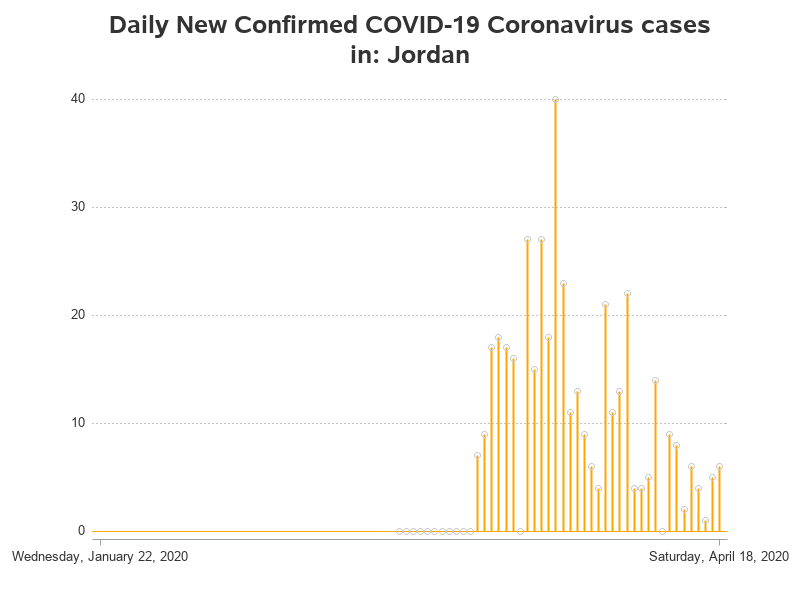 Daily New Confirmed COVID-19 Coronavirus cases
in: Jordan
40
30
20
10
0
Wednesday, January 22, 2020
Saturday, April 18, 2020